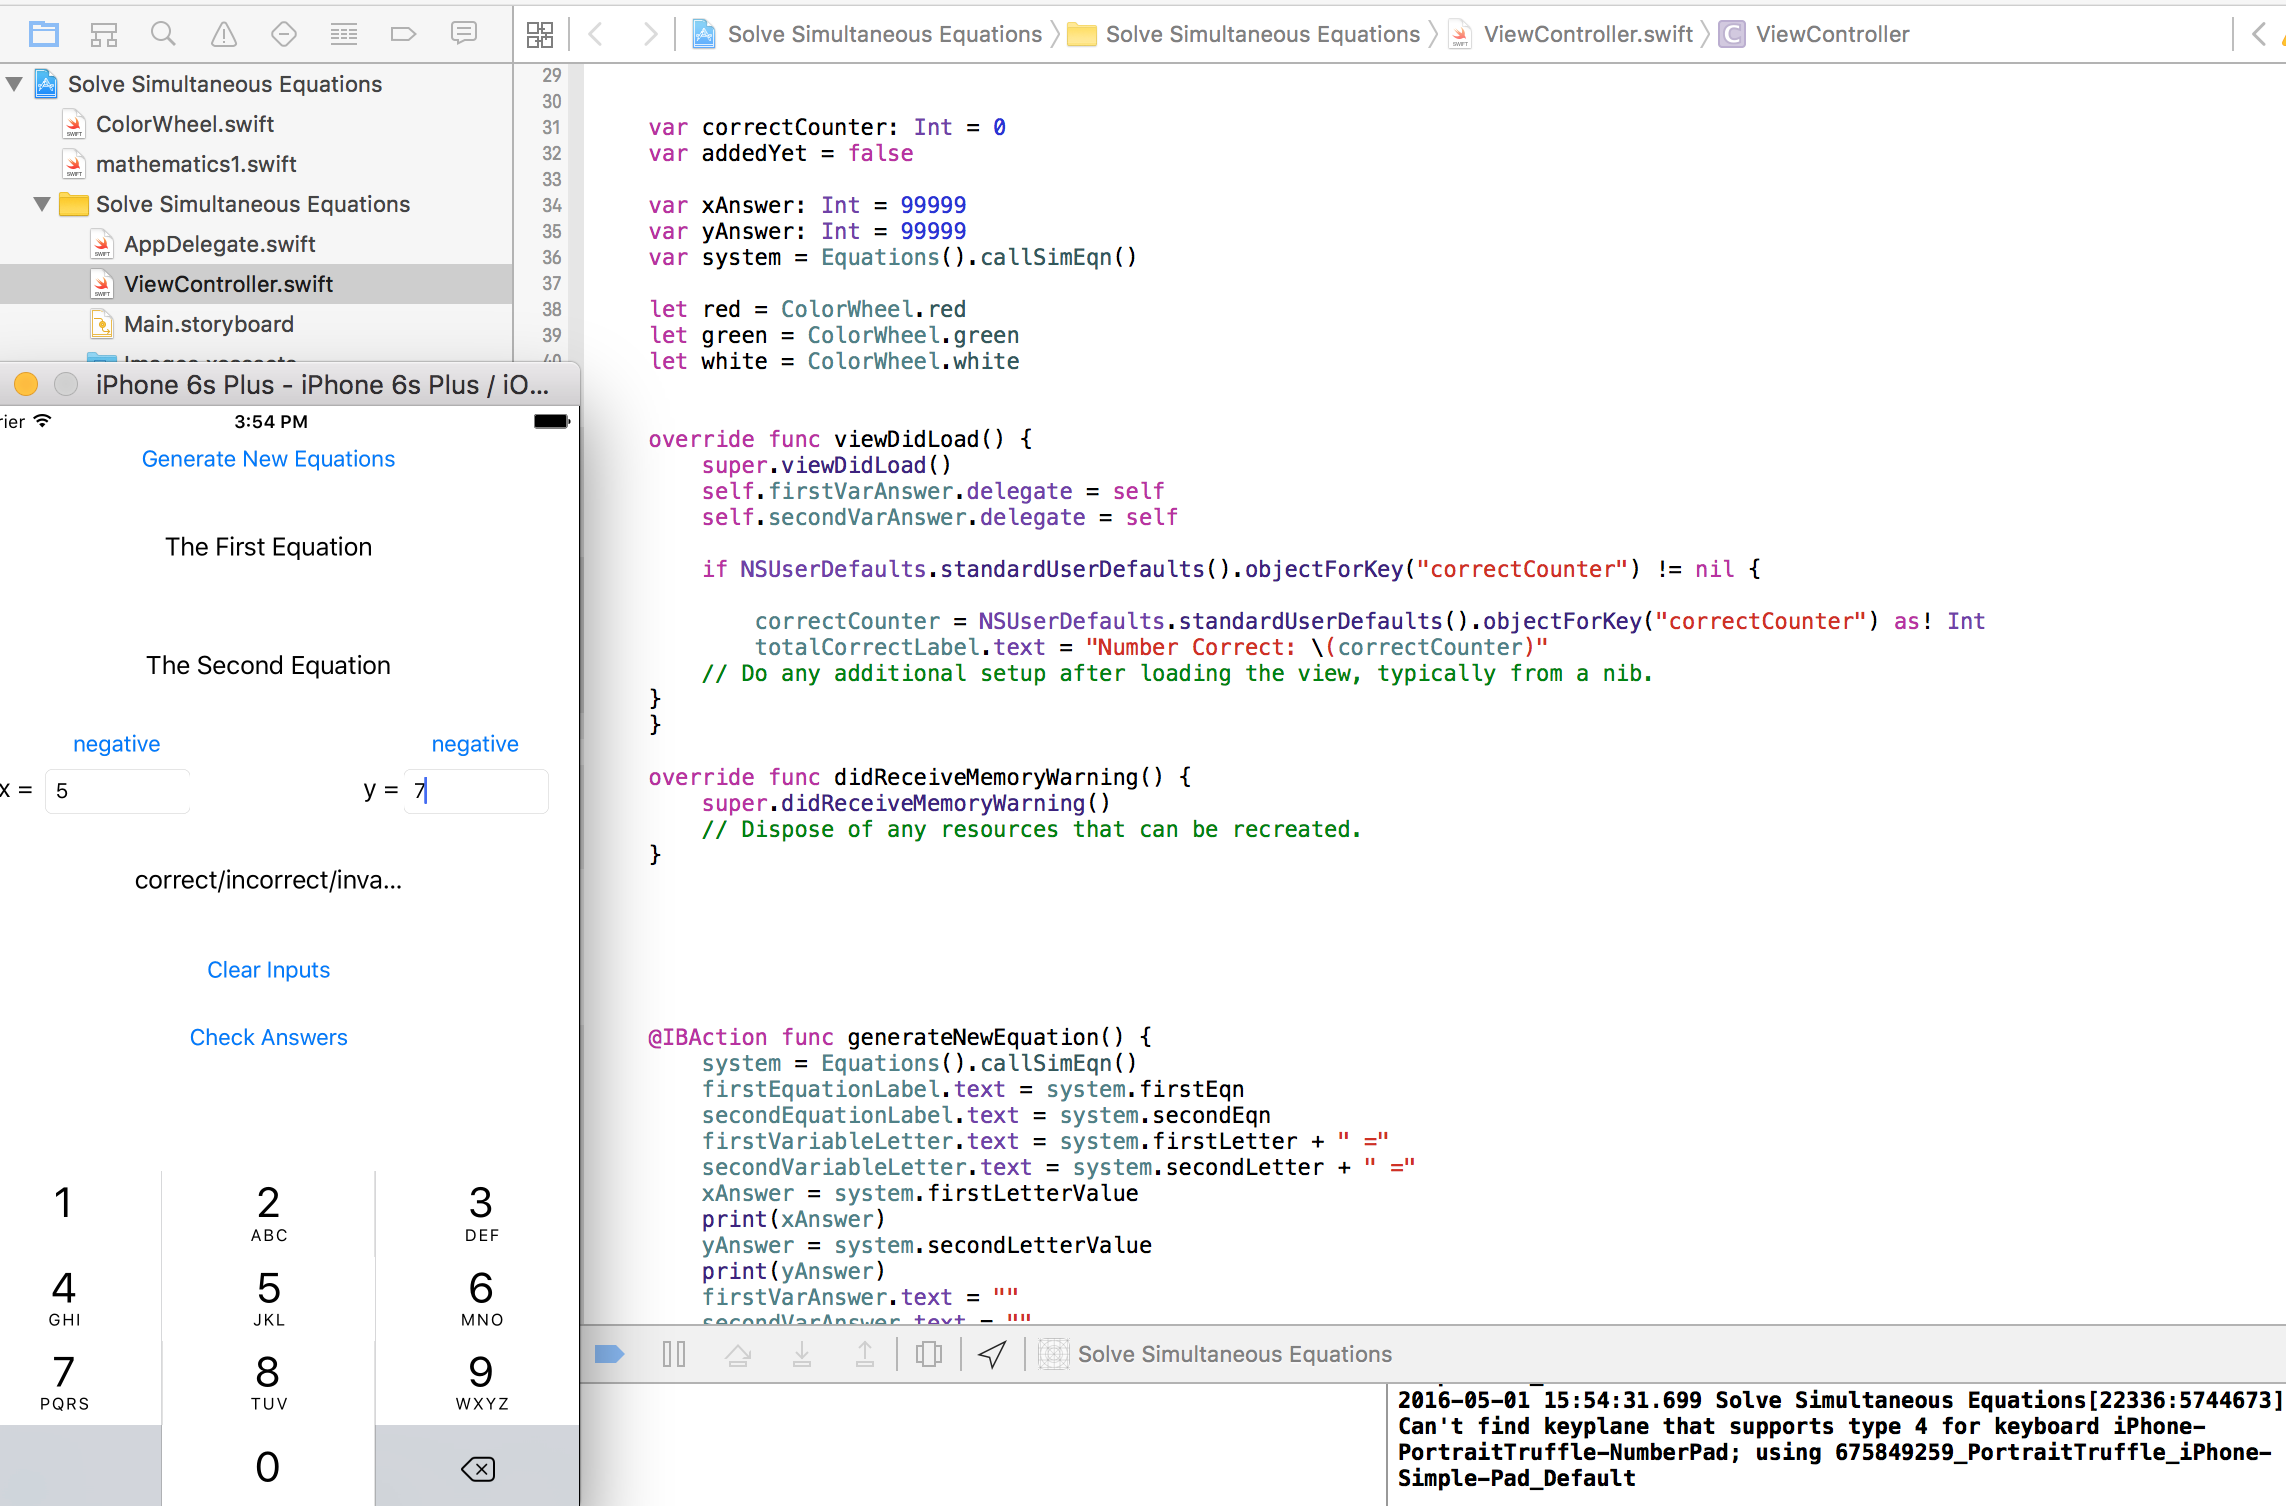 Solve Simultaneous Equations
Solve Simultaneous Equations
ViewController.swift
C ViewController
Solve Simultaneous Equations
ColorWheel.swift
mathematics1.swift
Solve Simultaneous Equations
AppDelegate.swift
ViewController.swift
Main.storyboard
29
30
31 var correctCounter: Int = 0
32 var addedYet = false
33
34 var xAnswer: Int = 99999
35 var yAnswer: Int = 99999
36 var system = Equations().callSimEqn()
37
38 let red = ColorWheel.red
39 let green = ColorWheel.green
40 let white = ColorWheel.white
override func viewDidLoad() {
super.viewDidLoad()
self.firstVarAnswer.delegate = self
self.secondVarAnswer.delegate = self
if NSUserDefaults.standardUserDefaults().objectForKey("correctCounter") != nil {
correctCounter = NSUserDefaults.standardUserDefaults().objectForKey("correctCounter") as! Int
totalCorrectLabel.text = "Number Correct: \(correctCounter)"
// Do any additional setup after loading the view, typically from a nib.
}
}
override func didReceiveMemoryWarning() {
super.didReceiveMemoryWarning()
// Dispose of any resources that can be recreated.
}
@IBAction func generateNewEquation() {
system = Equations().callSimEqn()
firstEquationLabel.text = system.firstEqn
secondEquationLabel.text = system.secondEqn
firstVariableLetter.text = system.firstLetter + " ="
secondVariableLetter.text = system.secondLetter + " ="
xAnswer = system.firstLetterValue
print(xAnswer)
yAnswer = system.secondLetterValue
print(yAnswer)
firstVarAnswer.text = ""
secondVarAnswer.text = ""
iPhone 6s Plus - iPhone 6s Plus / iO...
rier 3:54 PM
Generate New Equations
The First Equation
The Second Equation
negative negative
x = 5 y = 7
correct/incorrect/inva...
Clear Inputs
Check Answers
1 2 3
ABC DEF
4 5 6
GHI JKL MNO
7 8 9
PQRS TUV WXYZ
0
Solve Simultaneous Equations
2016-05-01 15:54:31.699 Solve Simultaneous Equations[22336:5744673]
Can't find keyplane that supports type 4 for keyboard iPhone-
PortraitTruffle-NumberPad; using 675849259_PortraitTruffle_iPhone-
Simple-Pad_Default